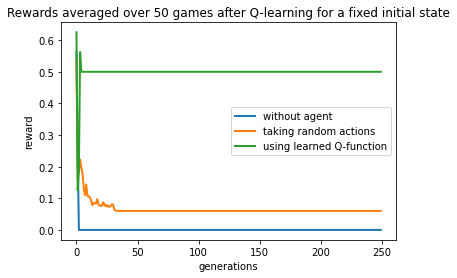 Rewards averaged over 50 games after Q-learning for a fixed initial state
0.6
0.5
0.4
0.3
0.2
0.1
0.0
reward
without agent
taking random actions
using learned Q-function
0
50
100
150
200
250
generations